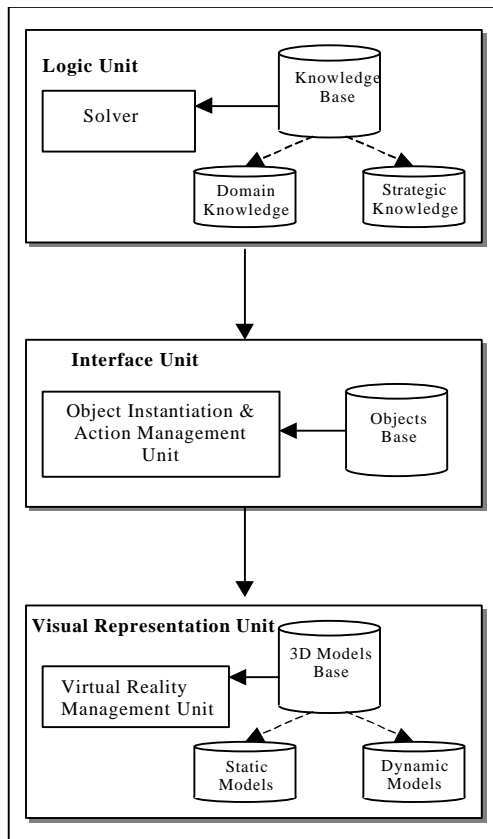 Logic Unit
Knowledge
Base
Solver
Domain
Knowledge
Strategic
Knowledge
Interface Unit
Object Instantiation &
Action Management
Unit
Objects
Base
Visual Representation Unit
3D Models
Base
Virtual Reality
Management Unit
Static
Models
Dynamic
Models